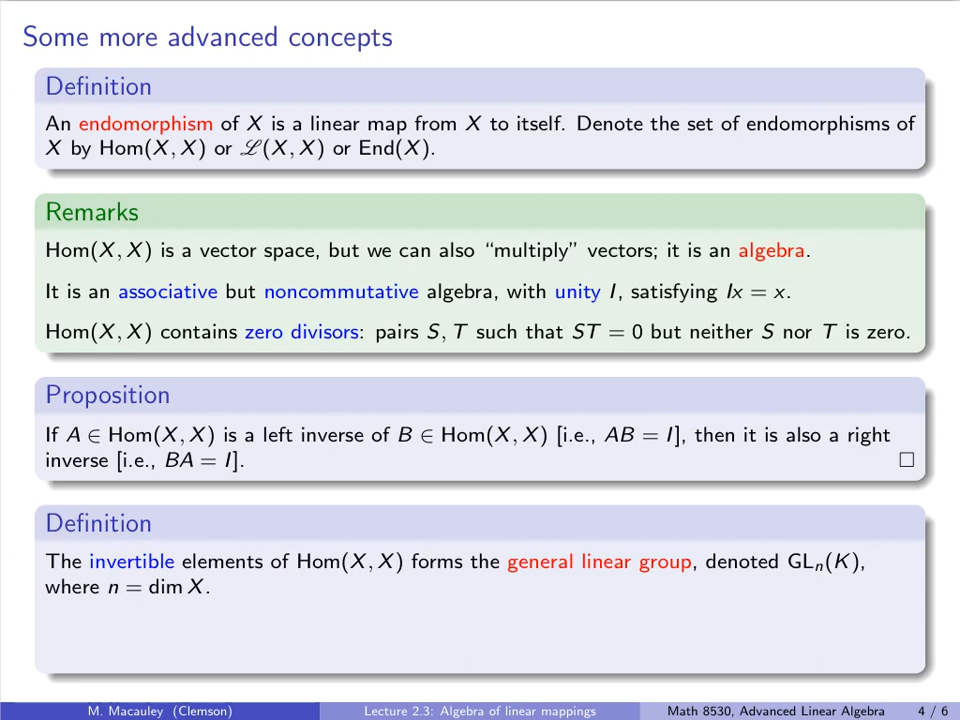 Some more advanced concepts
Definition
An endomorphism of X is a linear map from X to itself. Denote the set of endomorphisms of
X by Hom(X, X) or ℒ(X, X) or End(X).
Remarks
Hom(X, X) is a vector space, but we can also “multiply” vectors; it is an algebra.
It is an associative but noncommutative algebra, with unity I, satisfying Ix = x.
Hom(X, X) contains zero divisors: pairs S, T such that ST = 0 but neither S nor T is zero.
Proposition
If A ∈ Hom(X, X) is a left inverse of B ∈ Hom(X, X) [i.e., AB = I], then it is also a right
inverse [i.e., BA = I]. □
Definition
The invertible elements of Hom(X, X) forms the general linear group, denoted GLₙ(K),
where n = dim X.
M. Macauley (Clemson) Lecture 2.3: Algebra of linear mappings Math 8530, Advanced Linear Algebra 4 / 6